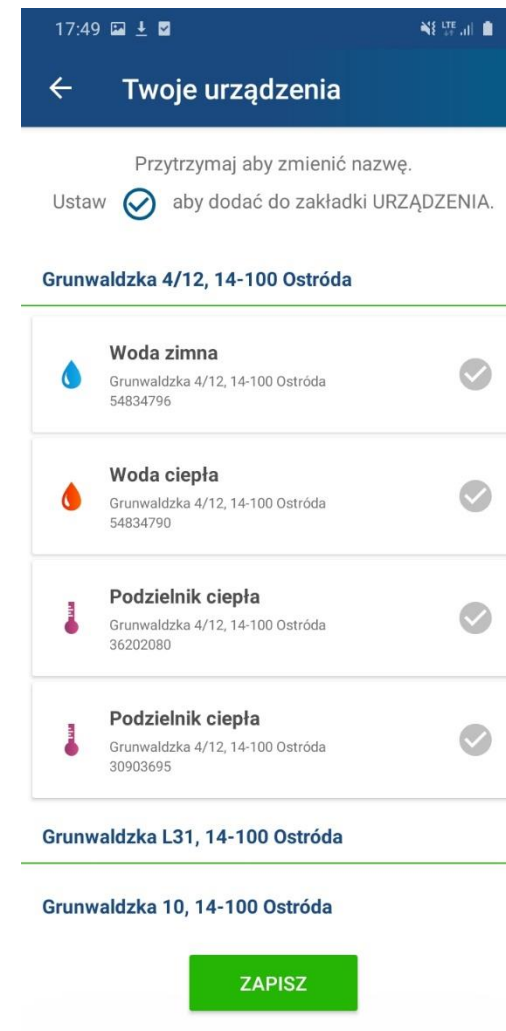 17:49
LTE
Twoje urządzenia
Przytrzymaj aby zmienić nazwę.
Ustaw aby dodać do zakładki URZĄDZENIA.
Grunwaldzka 4/12, 14-100 Ostróda
Woda zimna
Grunwaldzka 4/12, 14-100 Ostróda
54834796
Woda ciepła
Grunwaldzka 4/12, 14-100 Ostróda
54834790
Podzielnik ciepła
Grunwaldzka 4/12, 14-100 Ostróda
36202080
Podzielnik ciepła
Grunwaldzka 4/12, 14-100 Ostróda
30903695
Grunwaldzka L31, 14-100 Ostróda
Grunwaldzka 10, 14-100 Ostróda
ZAPISZ